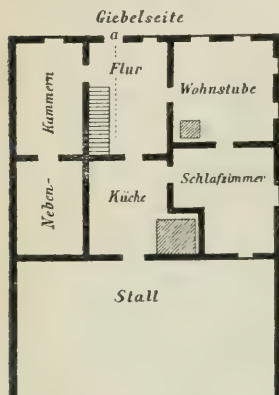 Giebelseite
a
Flur
Kammern
Wohnstube
Neben-
Küche
Schlafzimmer
Stall